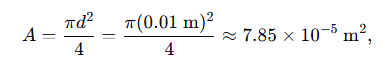 A = πd²/4 = π(0.01 m)²/4 ≈ 7.85 × 10⁻⁵ m²,